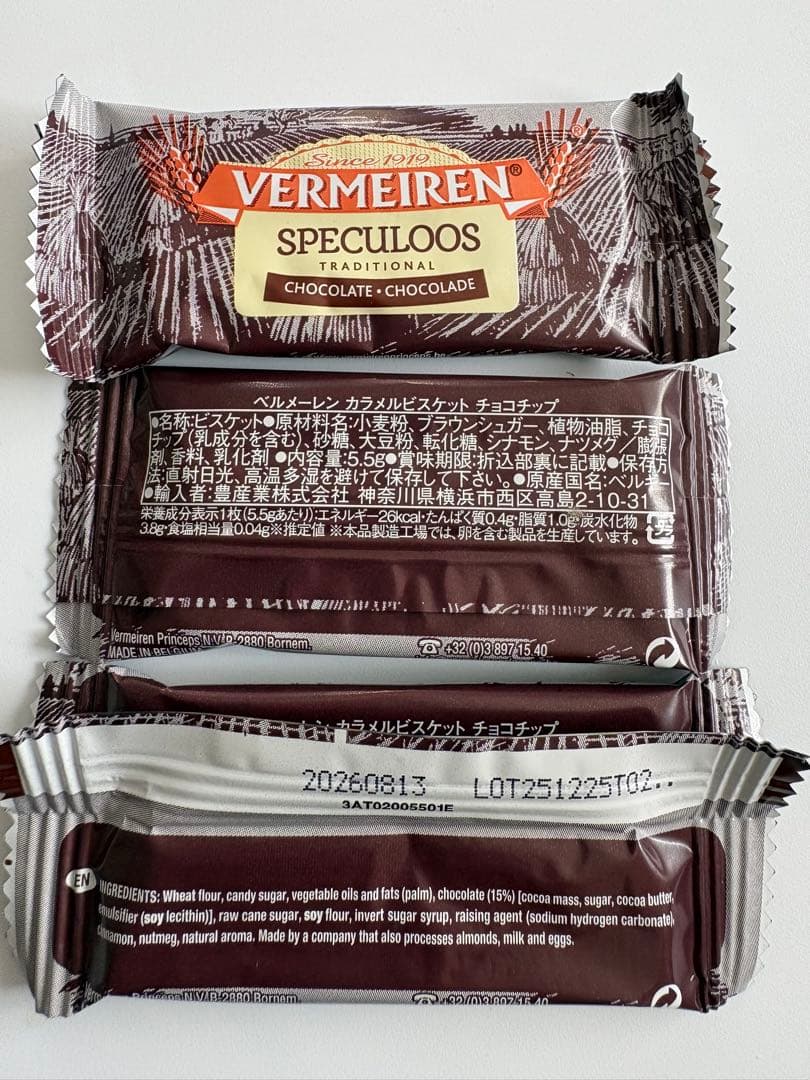 Since 1919
VERMEIREN®
SPECULOOS
TRADITIONAL
CHOCOLATE • CHOCOLADE
ベルメーレン カラメルビスケット チョコチップ
●名称:ビスケット●原材料名:小麦粉、ブラウンシュガー、植物油脂、チョコ
チップ(乳成分を含む)、砂糖、大豆粉、転化糖、シナモン、ナツメグ/膨張
剤、香料、乳化剤 ●内容量:5.5g●賞味期限:折込部裏に記載●保存方
法:直射日光、高温多湿を避けて保存して下さい。●原産国名:ベルギー
●輸入者:豊産業株式会社 神奈川県横浜市西区高島2-10-31
栄養成分表示1枚(5.5gあたり):エネルギー26kcal・たんぱく質0.4g・脂質1.0g・炭水化物
3.8g・食塩相当量0.04g※推定値 ※本品製造工場では、卵を含む製品を生産しています。
Vermeiren Princeps N.V. B-2880 Bornem,
MADE IN BELGIUM
☎ +32 (0)3 897 15 40
カラメルビスケット チョコチップ
20260813 LOT251225T02..
3AT02005501E
EN
INGREDIENTS: Wheat flour, candy sugar, vegetable oils and fats (palm), chocolate (15%) [cocoa mass, sugar, cocoa butter,
emulsifier (soy lecithin)], raw cane sugar, soy flour, invert sugar syrup, raising agent (sodium hydrogen carbonate),
cinnamon, nutmeg, natural aroma. Made by a company that also processes almonds, milk and eggs.
Princeps N.V. B-2880 Bornem,
☎ +32 (0)3 897 15 40